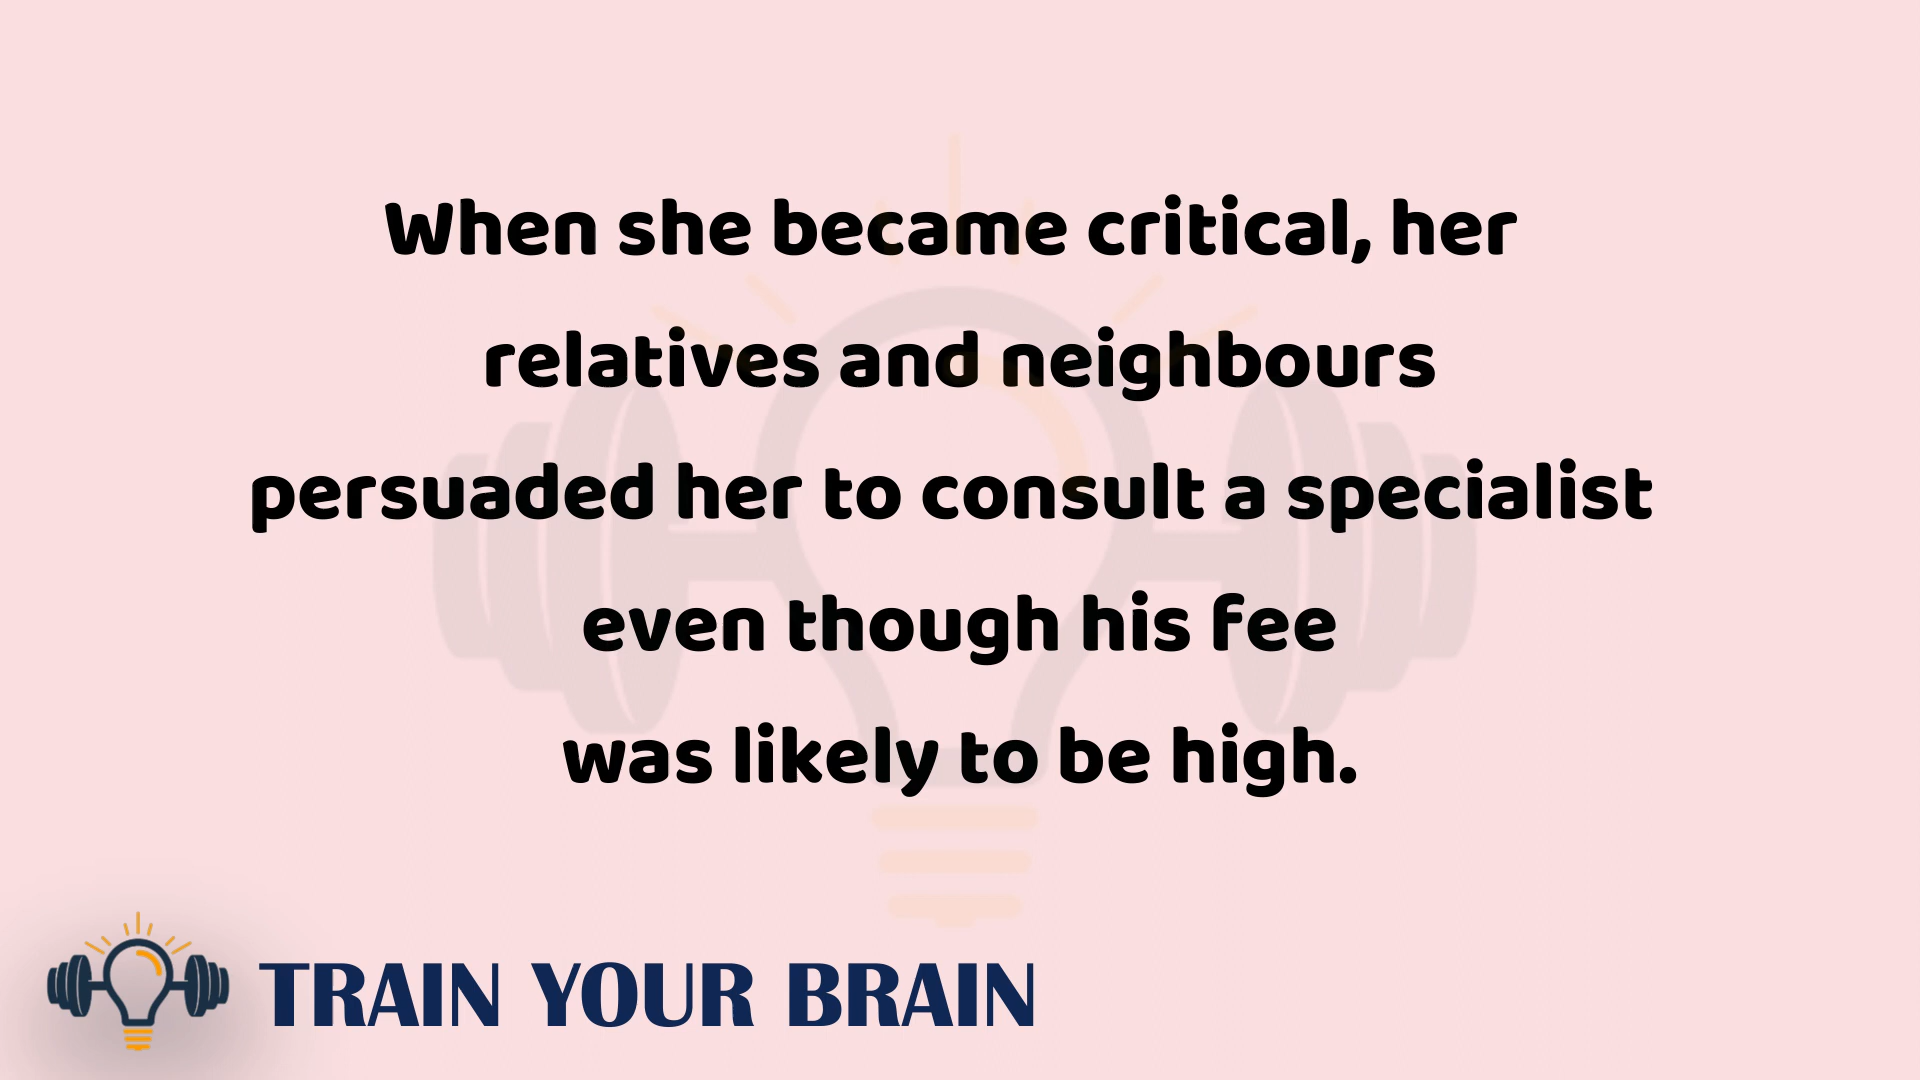 When she became critical, her
relatives and neighbours
persuaded her to consult a specialist
even though his fee
was likely to be high.
TRAIN YOUR BRAIN